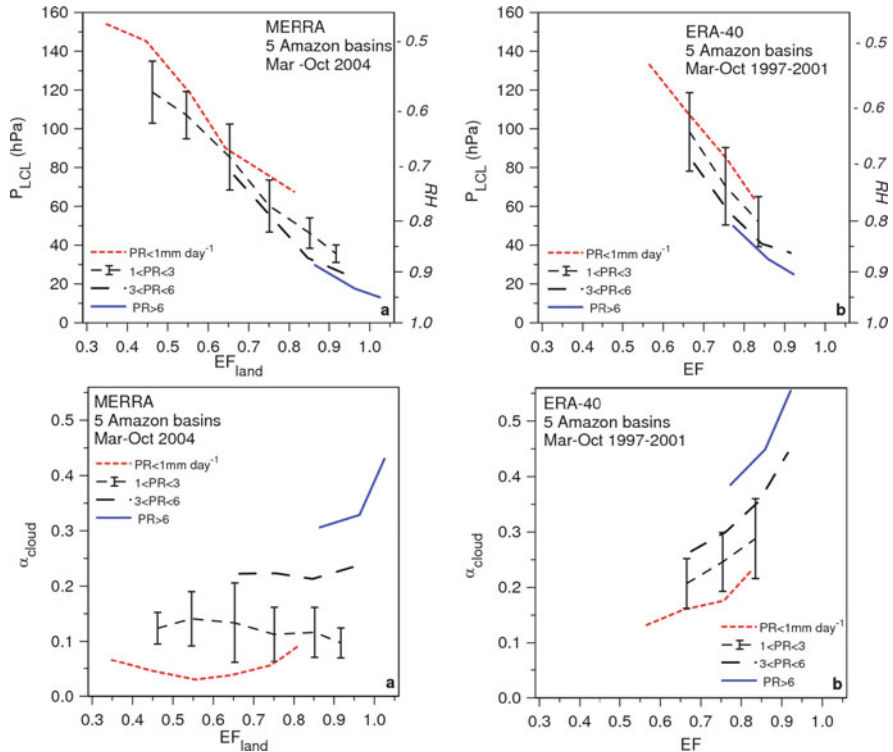 160
140
120
100
80
60
40
20
0
P_LCL (hPa)
MERRA
5 Amazon basins
Mar -Oct 2004
PR<1mm day⁻¹
1<PR<3
3<PR<6
PR>6
0.5
0.6
0.7
0.8
0.9
1.0
RH
a
0.3 0.4 0.5 0.6 0.7 0.8 0.9 1.0
EF_land
160
140
120
100
80
60
40
20
0
P_LCL (hPa)
ERA-40
5 Amazon basins
Mar-Oct 1997-2001
PR<1mm day⁻¹
1<PR<3
3<PR<6
PR>6
0.5
0.6
0.7
0.8
0.9
1.0
RH
b
0.3 0.4 0.5 0.6 0.7 0.8 0.9 1.0
EF
0.5
0.4
0.3
0.2
0.1
0.0
α_cloud
MERRA
5 Amazon basins
Mar-Oct 2004
PR<1mm day⁻¹
1<PR<3
3<PR<6
PR>6
a
0.3 0.4 0.5 0.6 0.7 0.8 0.9 1.0
EF_land
0.5
0.4
0.3
0.2
0.1
0.0
α_cloud
ERA-40
5 Amazon basins
Mar-Oct 1997-2001
PR<1mm day⁻¹
1<PR<3
3<PR<6
PR>6
b
0.3 0.4 0.5 0.6 0.7 0.8 0.9 1.0
EF